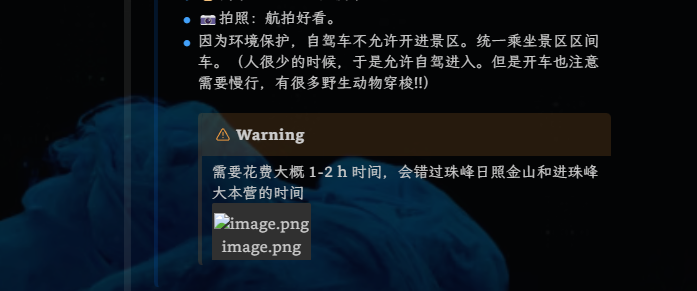 拍照：航拍好看。
因为环境保护，自驾车不允许开进景区。统一乘坐景区区间
车。（人很少的时候，于是允许自驾进入。但是开车也注意
需要慢行，有很多野生动物穿梭!!）
Warning
需要花费大概 1-2 h 时间，会错过珠峰日照金山和进珠峰
大本营的时间
image.png
image.png